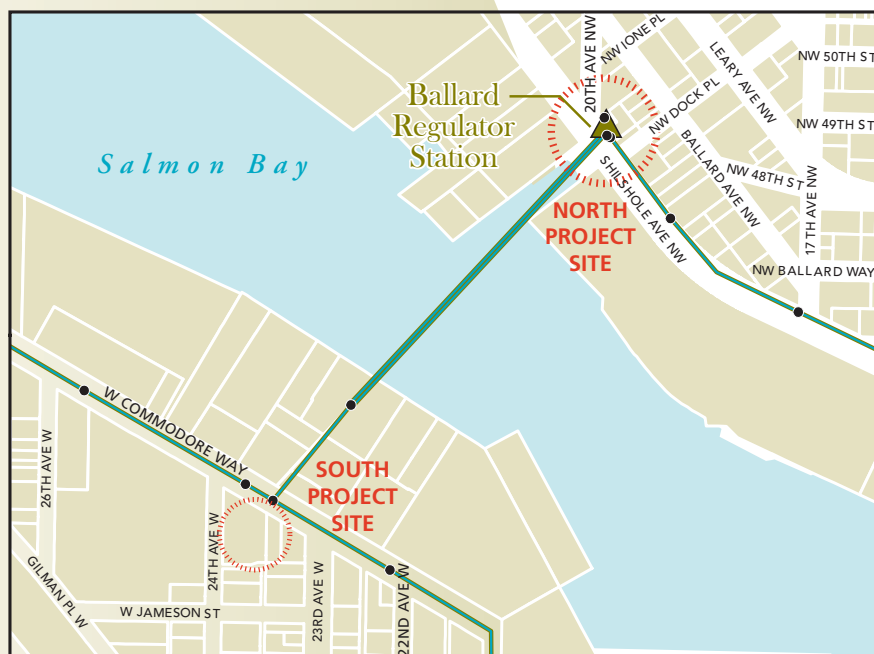 20TH AVE NW
NW IONE PL
LEARY AVE NW
NW 50TH ST
Ballard
Regulator
Station
NW DOCK PL
NW 49TH ST
Salmon Bay
BALLARD AVE NW
NW 48TH ST
SHILSHOLE AVE NW
17TH AVE NW
NORTH
PROJECT
SITE
NW BALLARD WAY
W COMMODORE WAY
SOUTH
PROJECT
SITE
26TH AVE W
24TH AVE W
GILMAN PL W
W JAMESON ST
23RD AVE W
22ND AVE W